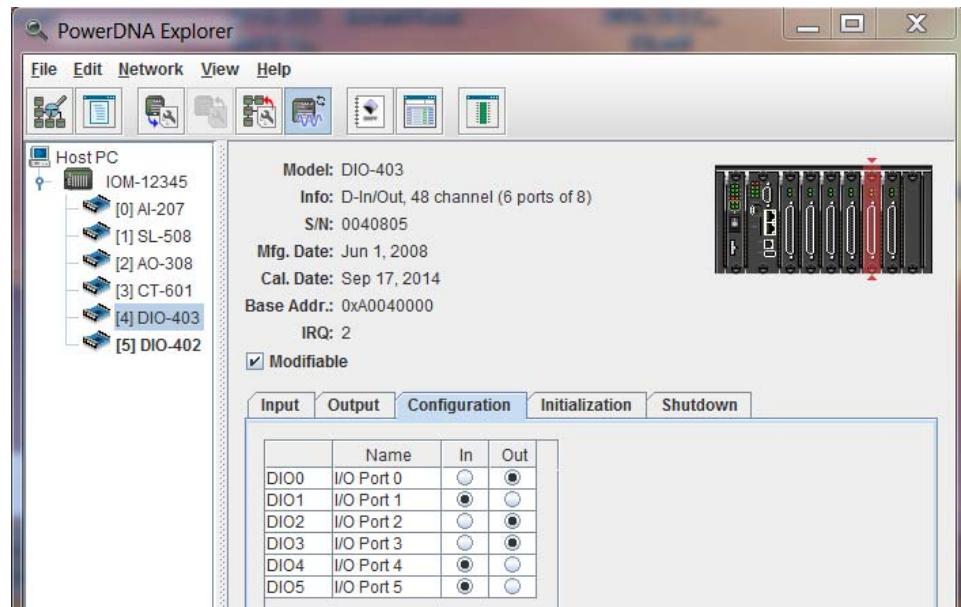 PowerDNA Explorer
File Edit Network View Help
Host PC
IOM-12345
[0] AI-207
[1] SL-508
[2] AO-308
[3] CT-601
[4] DIO-403
[5] DIO-402
Model: DIO-403
Info: D-In/Out, 48 channel (6 ports of 8)
S/N: 0040805
Mfg. Date: Jun 1, 2008
Cal. Date: Sep 17, 2014
Base Addr.: 0xA0040000
IRQ: 2
Modifiable
Input Output Configuration Initialization Shutdown
Name In Out
DIO0 I/O Port 0
DIO1 I/O Port 1
DIO2 I/O Port 2
DIO3 I/O Port 3
DIO4 I/O Port 4
DIO5 I/O Port 5